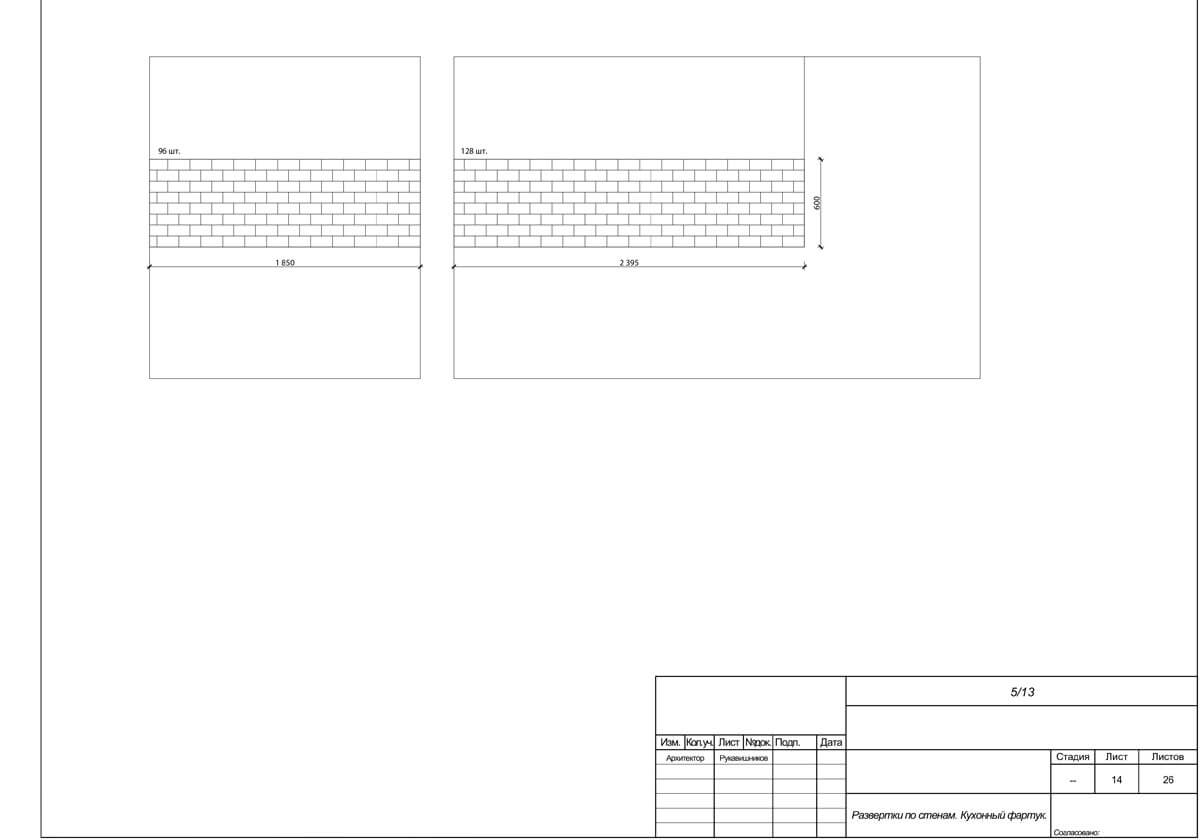 96 шт.
128 шт.
600
1 850
2 395
5/13
Изм. Кол.уч. Лист №док. Подп. Дата
Архитектор Рукавишников
Стадия Лист Листов
-- 14 26
Развертки по стенам. Кухонный фартук.
Согласовано: